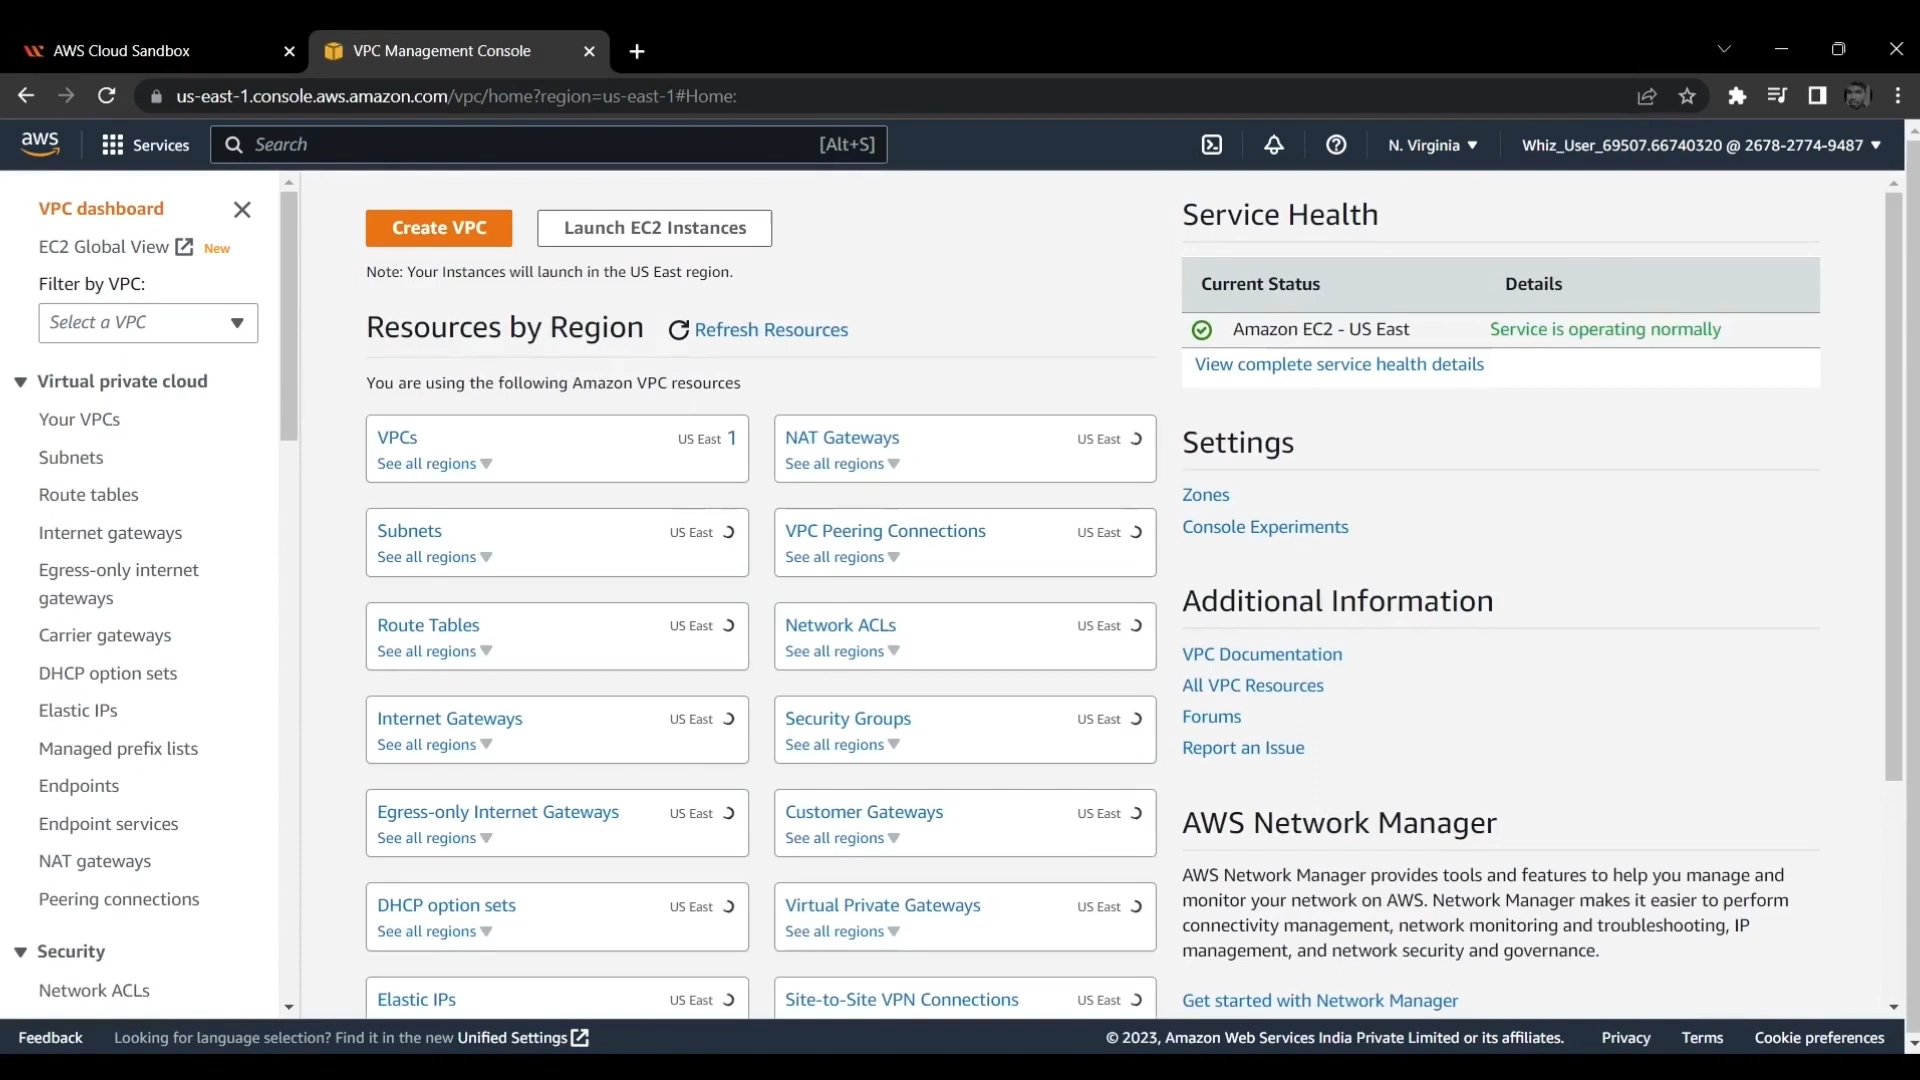 AWS Cloud Sandbox
VPC Management Console
us-east-1.console.aws.amazon.com/vpc/home?region=us-east-1#Home:
aws
Services
Search
[Alt+S]
N. Virginia
Whiz_User_69507.66740320 @ 2678-2774-9487
VPC dashboard
EC2 Global View New
Filter by VPC:
Select a VPC
Virtual private cloud
Your VPCs
Subnets
Route tables
Internet gateways
Egress-only internet
gateways
Carrier gateways
DHCP option sets
Elastic IPs
Managed prefix lists
Endpoints
Endpoint services
NAT gateways
Peering connections
Security
Network ACLs
Create VPC
Launch EC2 Instances
Note: Your Instances will launch in the US East region.
Resources by Region
Refresh Resources
You are using the following Amazon VPC resources
VPCs US East 1
See all regions
NAT Gateways US East
See all regions
Subnets US East
See all regions
VPC Peering Connections US East
See all regions
Route Tables US East
See all regions
Network ACLs US East
See all regions
Internet Gateways US East
See all regions
Security Groups US East
See all regions
Egress-only Internet Gateways US East
See all regions
Customer Gateways US East
See all regions
DHCP option sets US East
See all regions
Virtual Private Gateways US East
See all regions
Elastic IPs US East
Site-to-Site VPN Connections US East
Service Health
Current Status Details
Amazon EC2 - US East Service is operating normally
View complete service health details
Settings
Zones
Console Experiments
Additional Information
VPC Documentation
All VPC Resources
Forums
Report an Issue
AWS Network Manager
AWS Network Manager provides tools and features to help you manage and
monitor your network on AWS. Network Manager makes it easier to perform
connectivity management, network monitoring and troubleshooting, IP
management, and network security and governance.
Get started with Network Manager
Feedback
Looking for language selection? Find it in the new Unified Settings
© 2023, Amazon Web Services India Private Limited or its affiliates.
Privacy
Terms
Cookie preferences